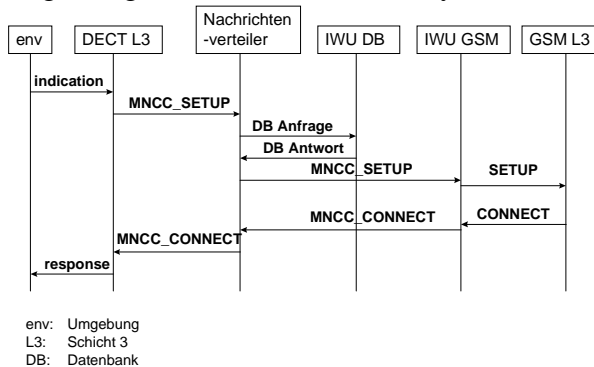 Nachrichten
-verteiler
env
DECT L3
IWU DB
IWU GSM
GSM L3
indication
MNCC_SETUP
DB Anfrage
DB Antwort
MNCC_SETUP
SETUP
CONNECT
MNCC_CONNECT
MNCC_CONNECT
response
env: Umgebung
L3: Schicht 3
DB: Datenbank